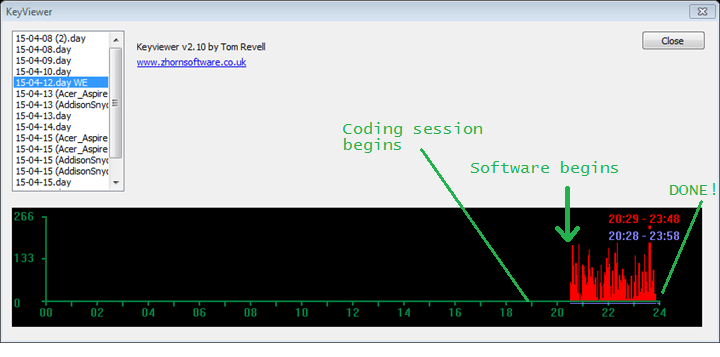 KeyViewer
15-04-08 (2).day
15-04-08.day
15-04-09.day
15-04-10.day
15-04-12.day WE
15-04-13 (Acer_Aspire
15-04-13 (AddisonSny
15-04-13.day
15-04-14.day
15-04-15 (Acer_Aspire
15-04-15 (Acer_Aspire
15-04-15 (AddisonSny
15-04-15 (AddisonSny
15-04-15.day
Keyviewer v2.10 by Tom Revell
www.zhornsoftware.co.uk
Close
Coding session
begins
Software begins
DONE!
266
133
0
20:29 - 23:48
20:28 - 23:58
00 02 04 06 08 10 12 14 16 18 20 22 24